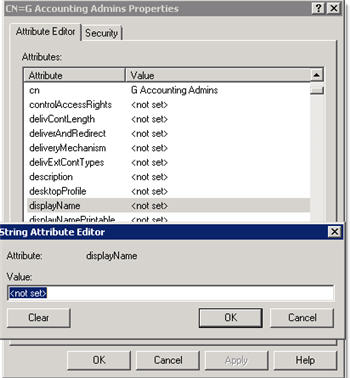 CN=G Accounting Admins Properties
Attribute Editor Security
Attributes:
Attribute Value
cn G Accounting Admins
controlAccessRights <not set>
delivContLength <not set>
deliverAndRedirect <not set>
deliveryMechanism <not set>
delivExtContTypes <not set>
description <not set>
desktopProfile <not set>
displayName <not set>
displayNamePrintable <not set>
String Attribute Editor
Attribute: displayName
Value:
<not set>
Clear OK Cancel
OK Cancel Apply Help